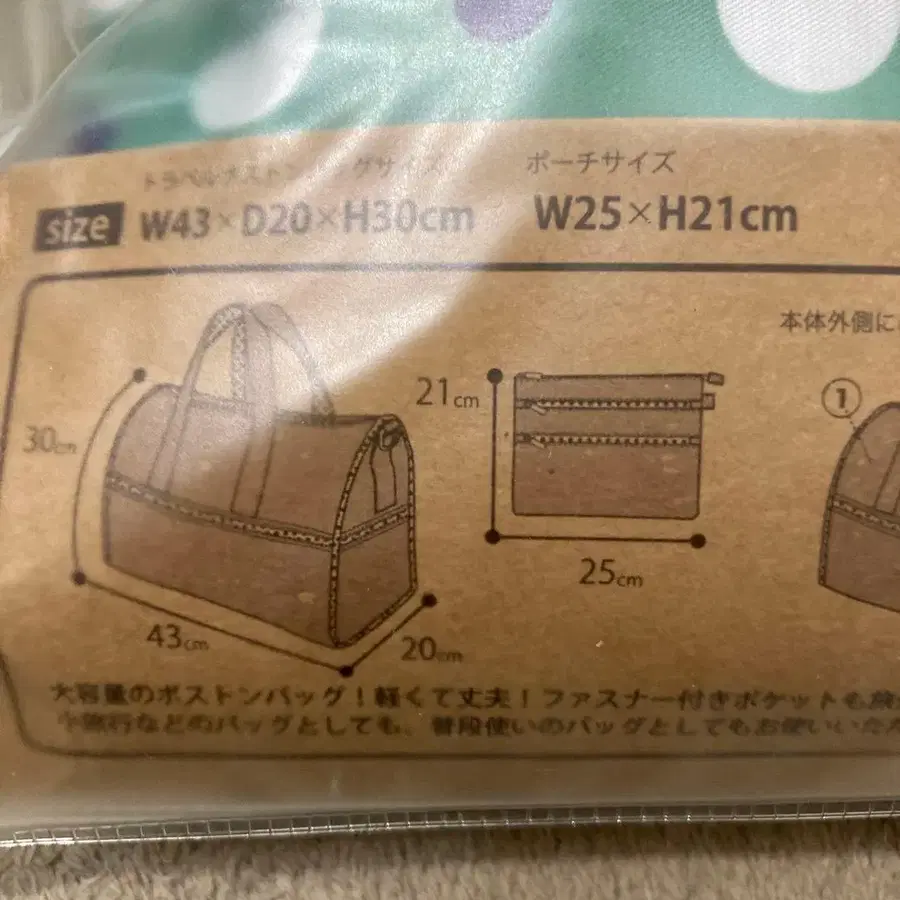 トラベルボストンバッグサイズ
ポーチサイズ
size W43×D20×H30cm W25×H21cm
本体外側に
30cm
21cm
①
25cm
43cm
20cm
大容量のボストンバッグ!軽くて丈夫!ファスナー付きポケットも
小旅行などのバッグとしても、普段使いのバッグとしてもお使いいた